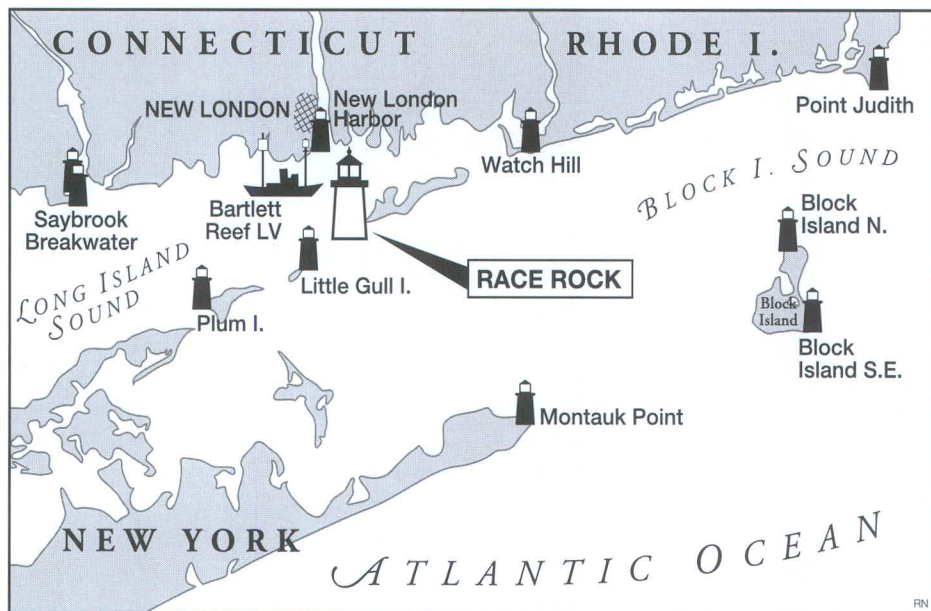 CONNECTICUT
RHODE I.
NEW LONDON
New London
Harbor
Point Judith
Watch Hill
BLOCK I. SOUND
Saybrook
Breakwater
Bartlett
Reef LV
Block
Island N.
LONG ISLAND
SOUND
Little Gull I.
RACE ROCK
Plum I.
Block
Island
Block
Island S.E.
Montauk Point
NEW YORK
ATLANTIC OCEAN
RN